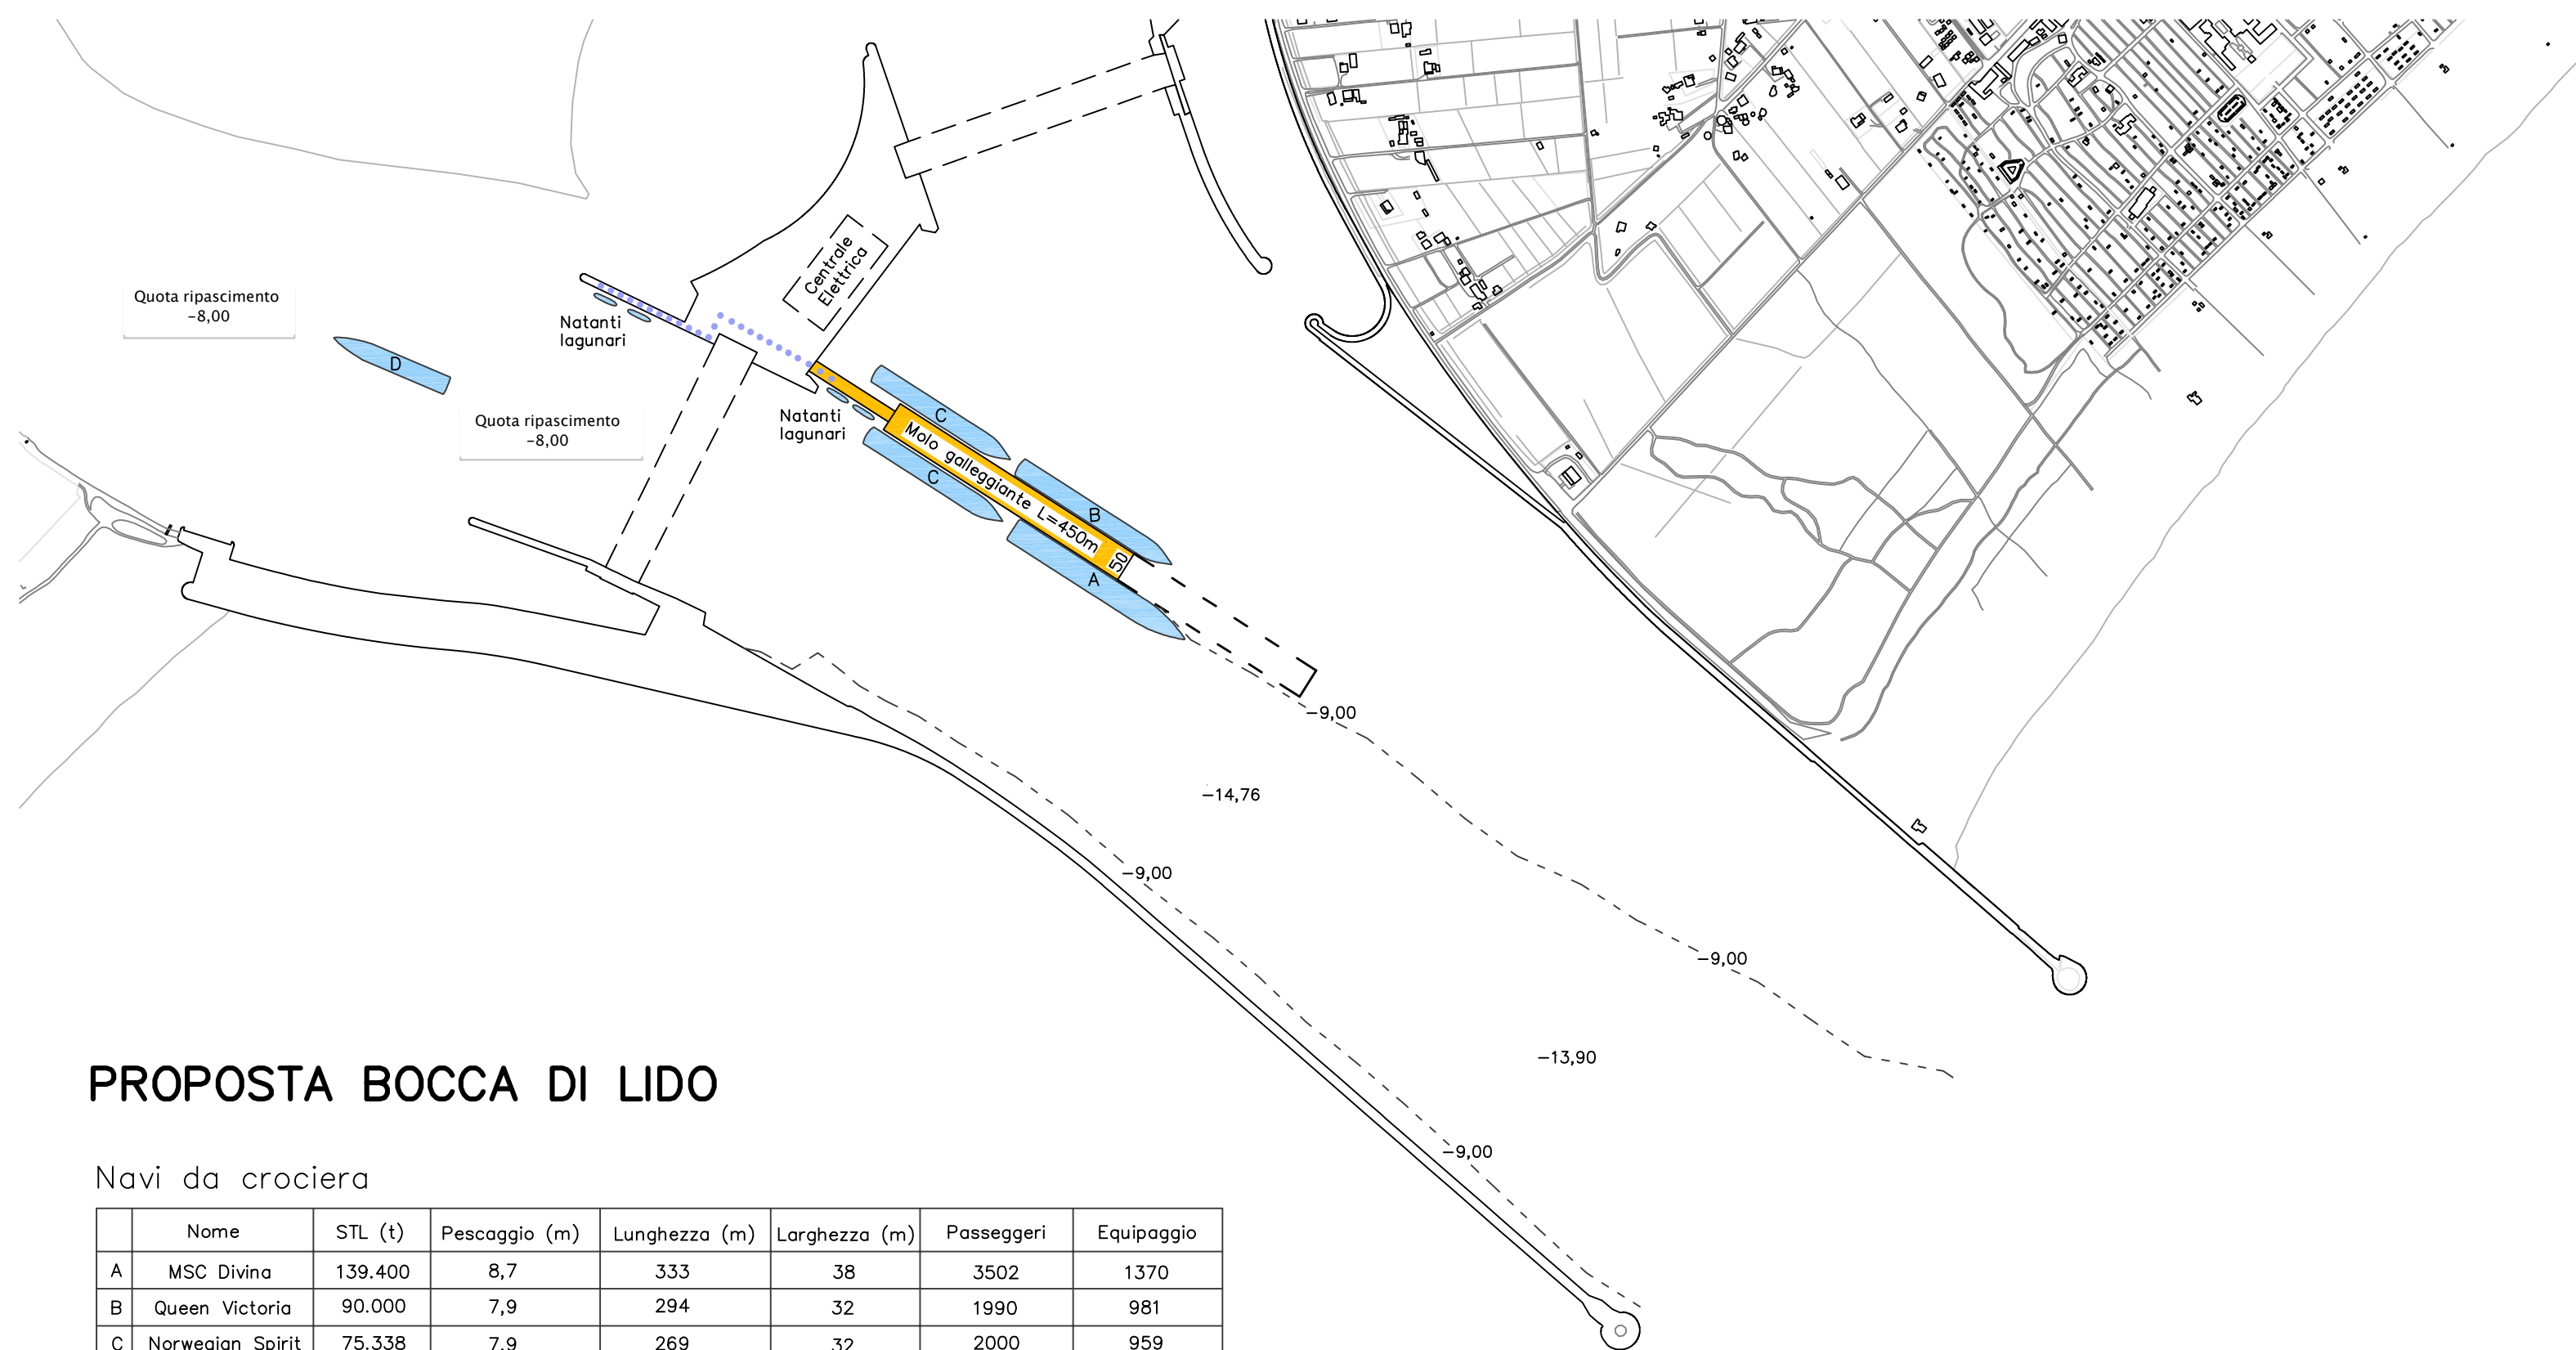 Centrale
Elettrica
Quota ripascimento
-8,00
Natanti
lagunari
D
Quota ripascimento
-8,00
Natanti
lagunari
C
C
Molo galleggiante L=450m
50
B
A
-9,00
-14,76
-9,00
-9,00
-13,90
-9,00
PROPOSTA BOCCA DI LIDO
Navi da crociera
Nome STL (t) Pescaggio (m) Lunghezza (m) Larghezza (m) Passeggeri Equipaggio
A MSC Divina 139.400 8,7 333 38 3502 1370
B Queen Victoria 90.000 7,9 294 32 1990 981
C Norwegian Spirit 75.338 7,9 269 32 2000 959